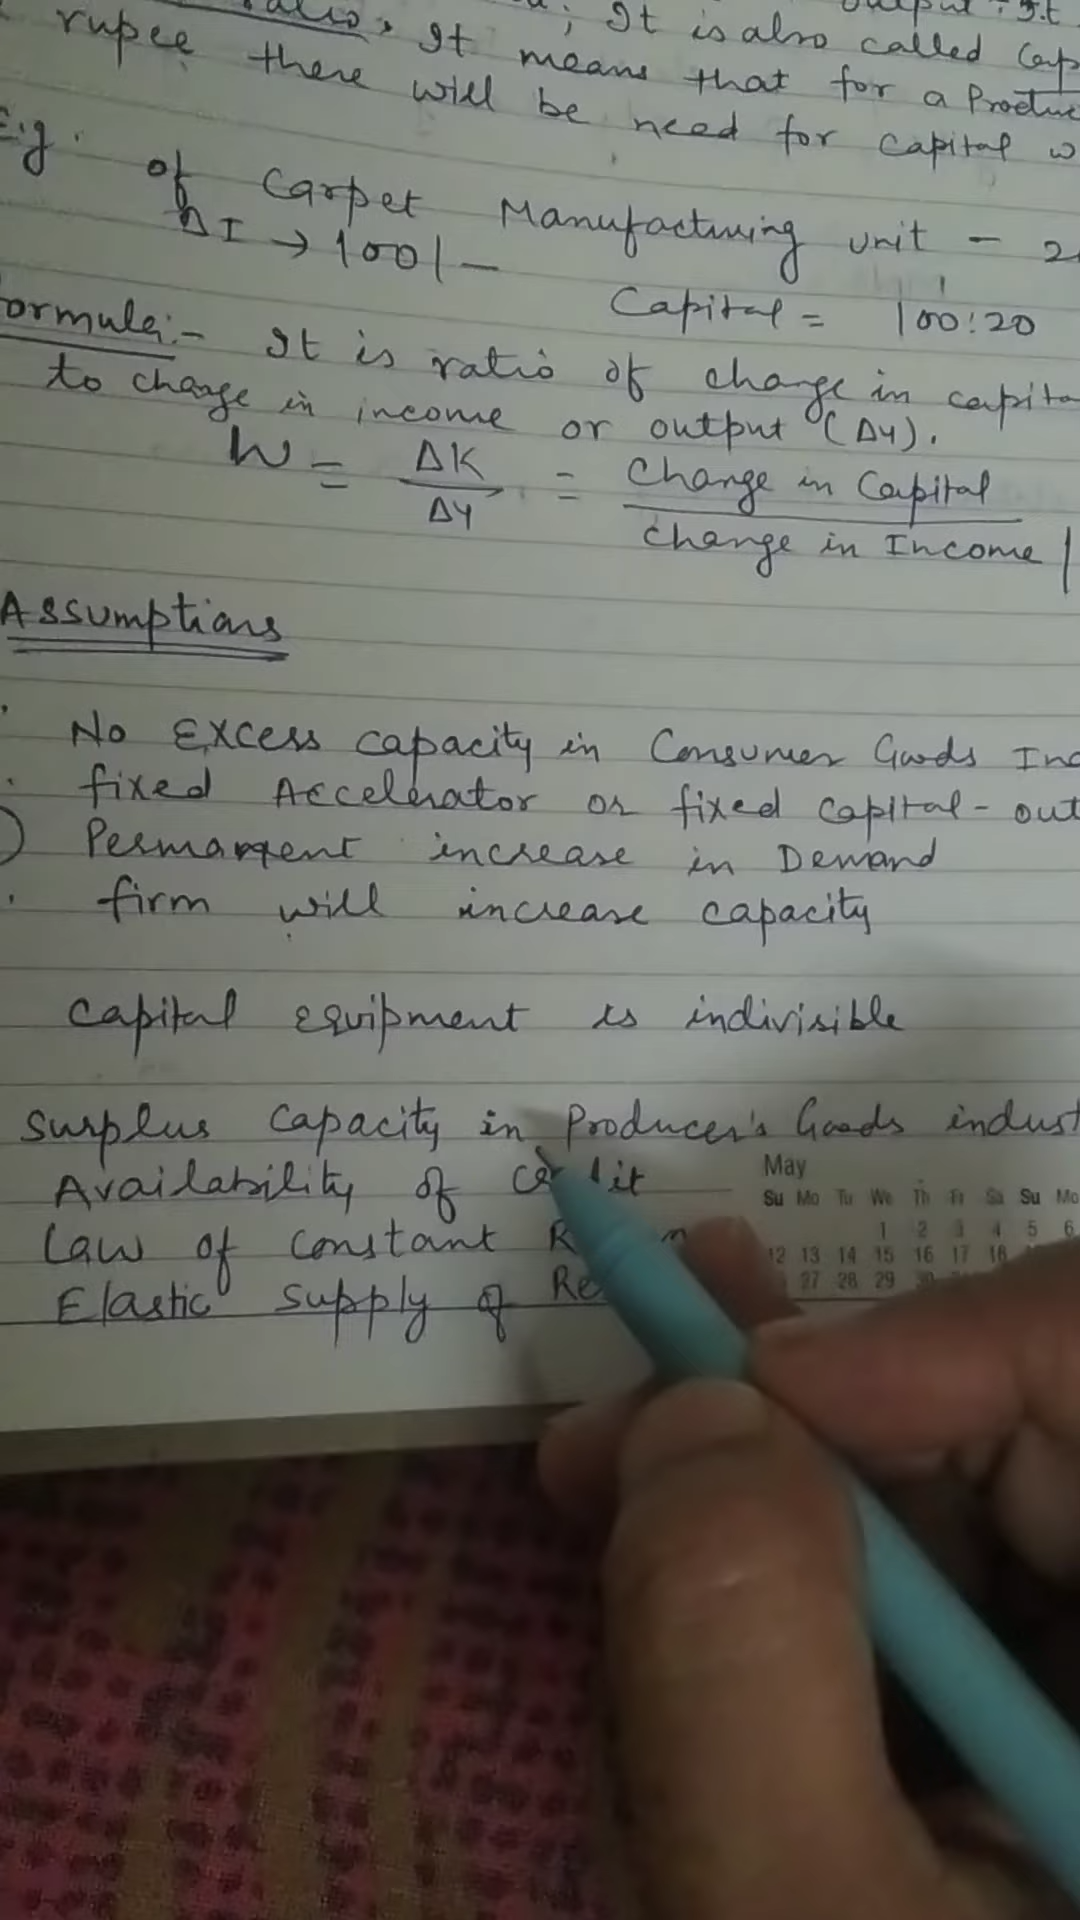 output. It
ratio, It is also called Cap
rupee there It means that for a Produc
will be need for capital w
E.g. of Carpet Manufacturing unit - 2
ΔI → 100/-
Capital = 100:20
ormula:- It is ratio of change in capita
to change in income or output (ΔY).
W = ΔK / ΔY = Change in Capital / Change in Income
Assumptions
No Excess capacity in Consumer Goods Ind
fixed Accelerator or fixed capital-out
Permanent increase in Demand
firm will increase capacity
capital equipment is indivisible
Surplus capacity in Producer's Goods indust
Availability of
Law of Constant
Elastic Supply of
May
Su Mo Tu We Th Fr Sa Su Mo
1 2 3 4 5 6
12 13 14 15 16 17 18
27 28 29 30